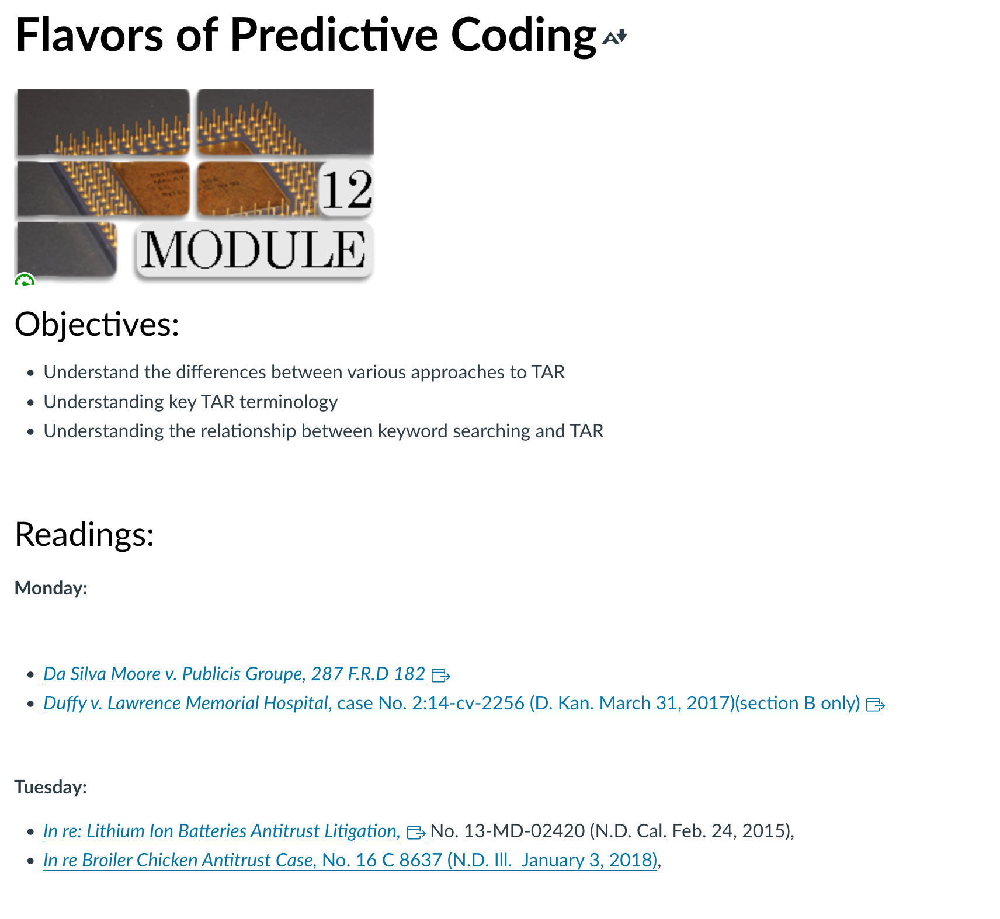 Flavors of Predictive Coding
12
MODULE
Objectives:
Understand the differences between various approaches to TAR
Understanding key TAR terminology
Understanding the relationship between keyword searching and TAR
Readings:
Monday:
Da Silva Moore v. Publicis Groupe, 287 F.R.D 182
Duffy v. Lawrence Memorial Hospital, case No. 2:14-cv-2256 (D. Kan. March 31, 2017)(section B only)
Tuesday:
In re: Lithium Ion Batteries Antitrust Litigation, No. 13-MD-02420 (N.D. Cal. Feb. 24, 2015),
In re Broiler Chicken Antitrust Case, No. 16 C 8637 (N.D. Ill.  January 3, 2018),